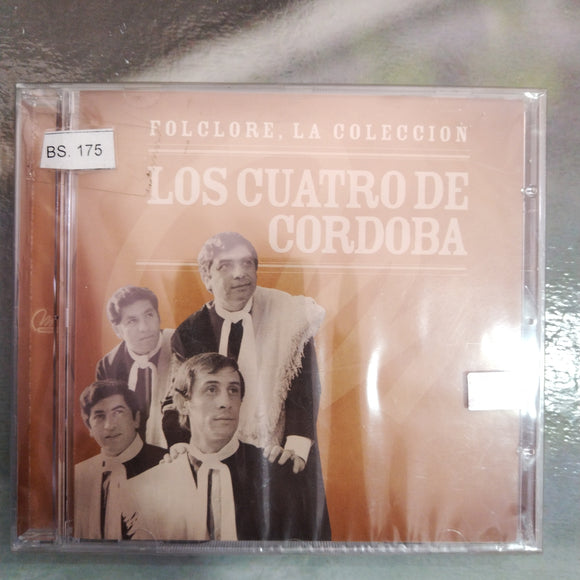 BS. 175
FOLCLORE, LA COLECCION
LOS CUATRO DE
CORDOBA